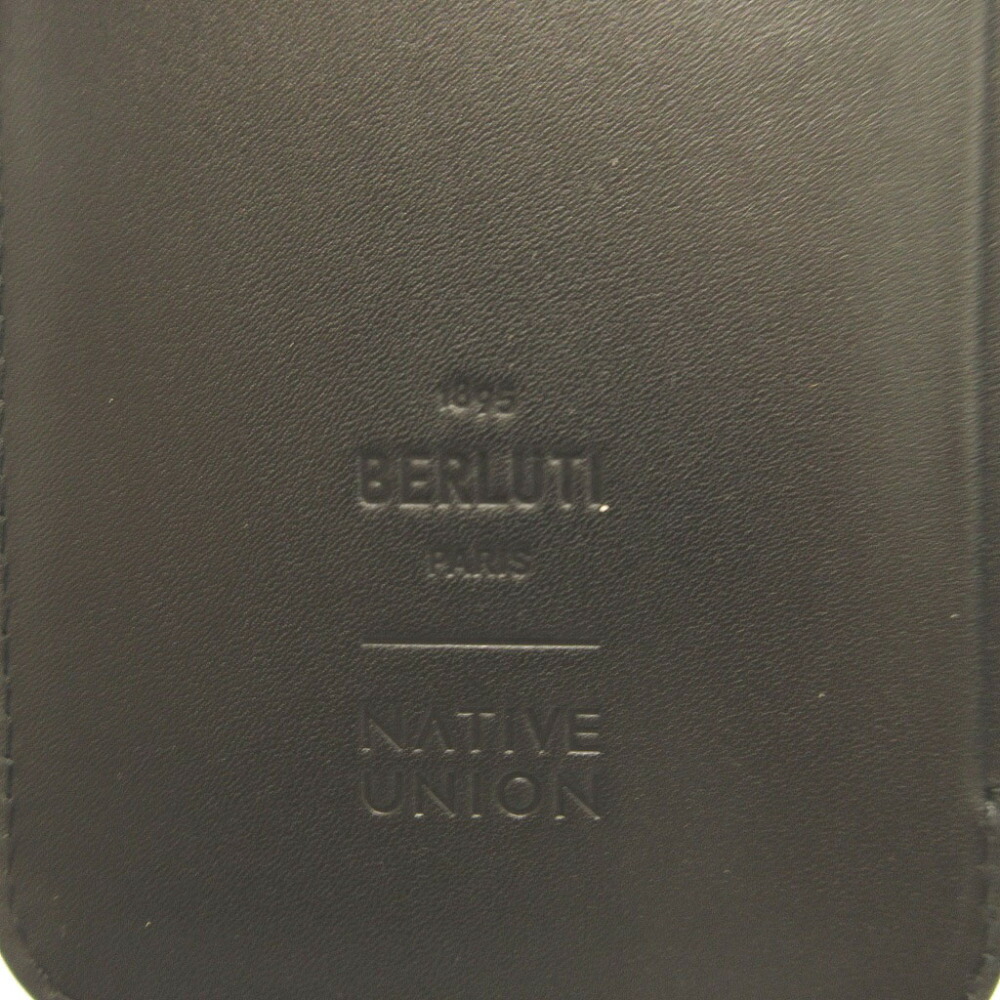 1895
BERLUTI
PARIS
NATIVE
UNION